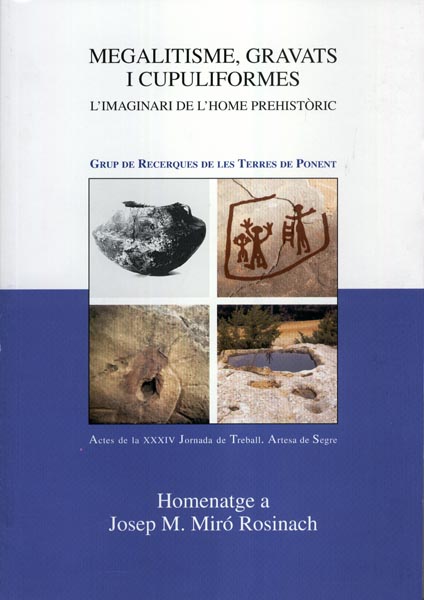 MEGALITISME, GRAVATS
I CUPULIFORMES
L'IMAGINARI DE L'HOME PREHISTÒRIC
GRUP DE RECERQUES DE LES TERRES DE PONENT
ACTES DE LA XXXIV JORNADA DE TREBALL. ARTESA DE SEGRE
Homenatge a
Josep M. Miró Rosinach